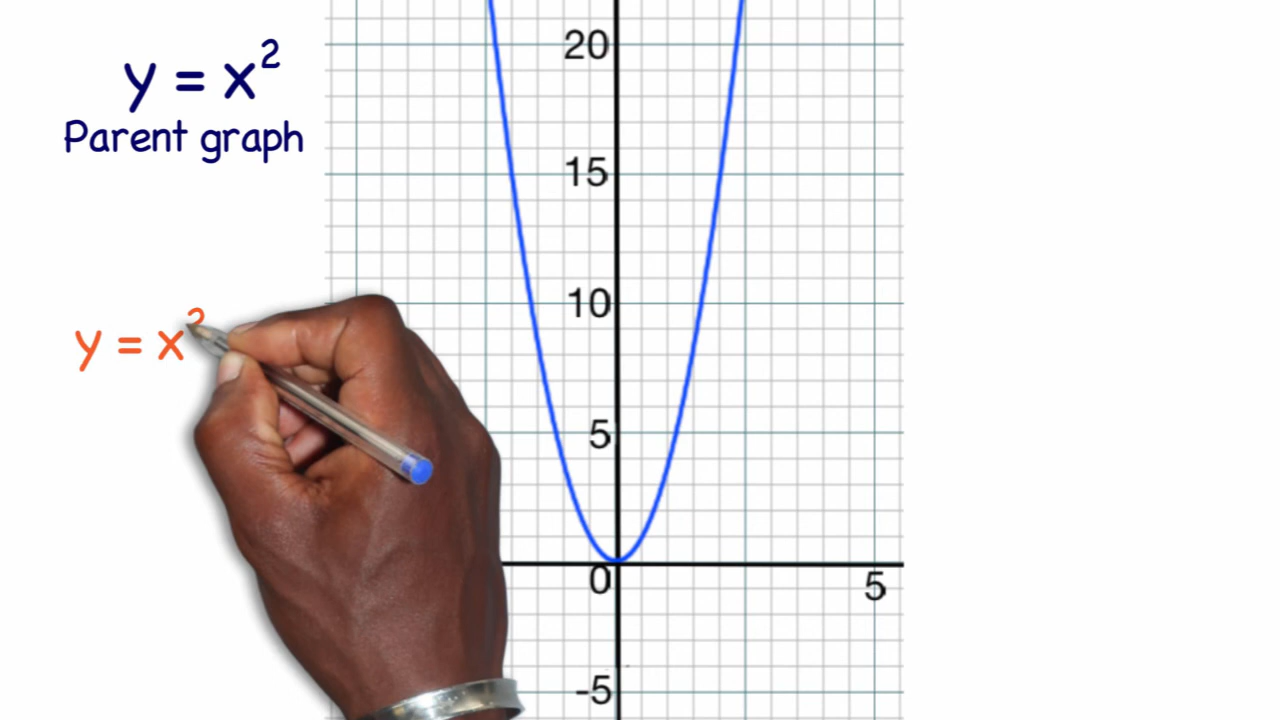 y = x²
Parent graph
20
15
10
y = x²
5
0
5
-5